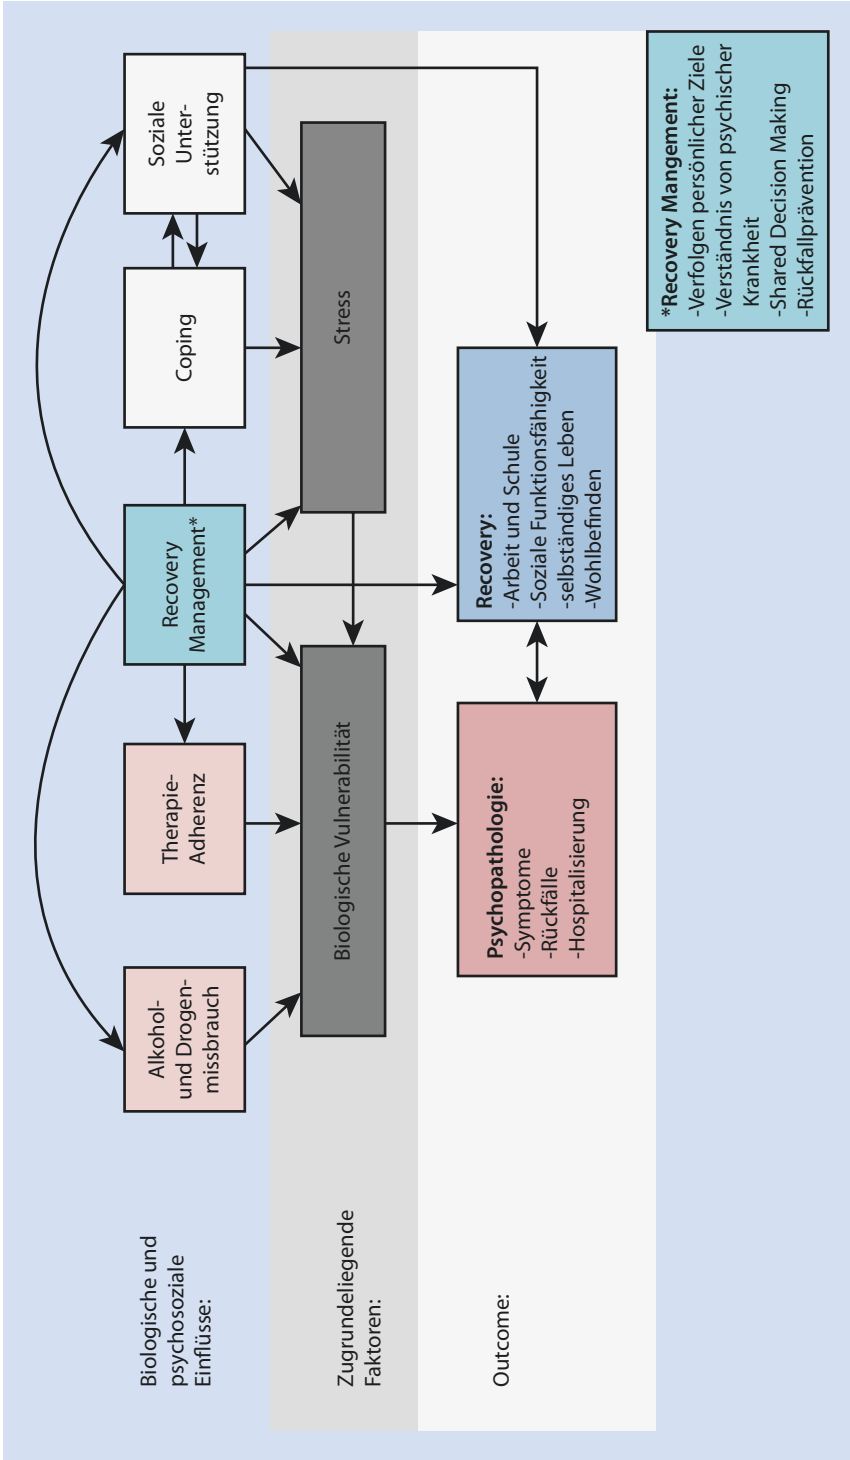 Biologische und
psychosoziale
Einflüsse:
Alkohol-
und Drogen-
missbrauch
Therapie-
Adherenz
Recovery
Management*
Coping
Soziale
Unter-
stützung
Zugrundeliegende
Faktoren:
Biologische Vulnerabilität
Stress
Outcome:
Psychopathologie:
-Symptome
-Rückfälle
-Hospitalisierung
Recovery:
-Arbeit und Schule
-Soziale Funktionsfähigkeit
-selbständiges Leben
-Wohlbefinden
*Recovery Mangement:
-Verfolgen persönlicher Ziele
-Verständnis von psychischer
Krankheit
-Shared Decision Making
-Rückfallprävention